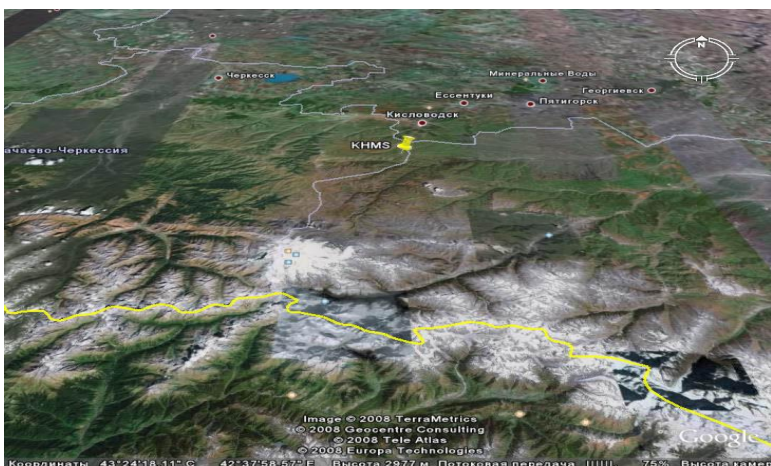 N
Черкесск
Минеральные Воды
Георгиевск
Ессентуки
Пятигорск
Кисловодск
KHMS
ачаево-Черкессия
Image © 2008 TerraMetrics
© 2008 Geocentre Consulting
© 2008 Tele Atlas
© 2008 Europa Technologies
Google
Координаты 43°24'18.11" С 42°37'58.57" E Высота 2977 м Потоковая передача 75% Высота камер